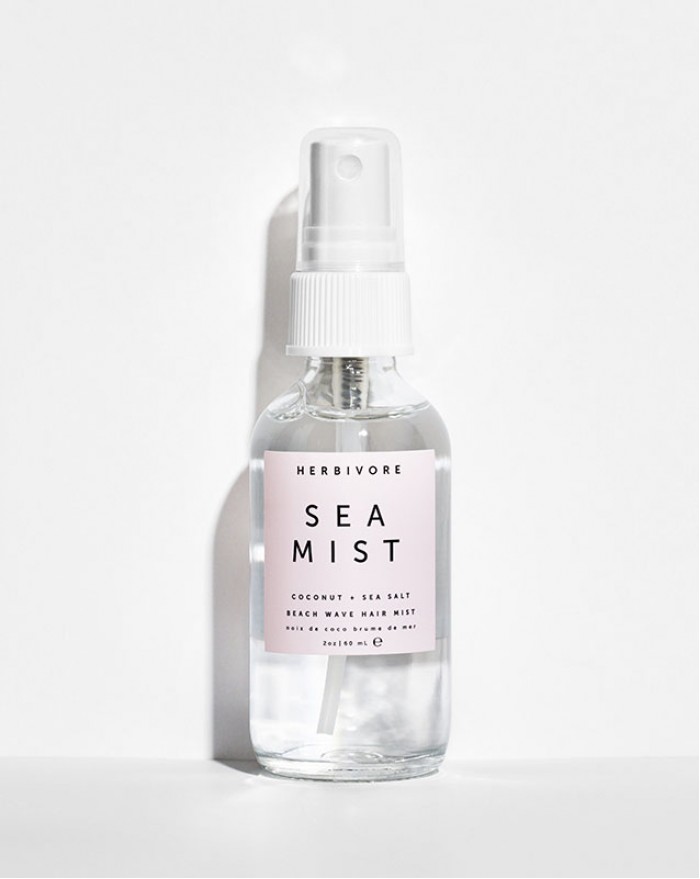 HERBIVORE
SEA
MIST
COCONUT + SEA SALT
BEACH WAVE HAIR MIST
noix de coco brume de mer
2oz | 60 mL ℮